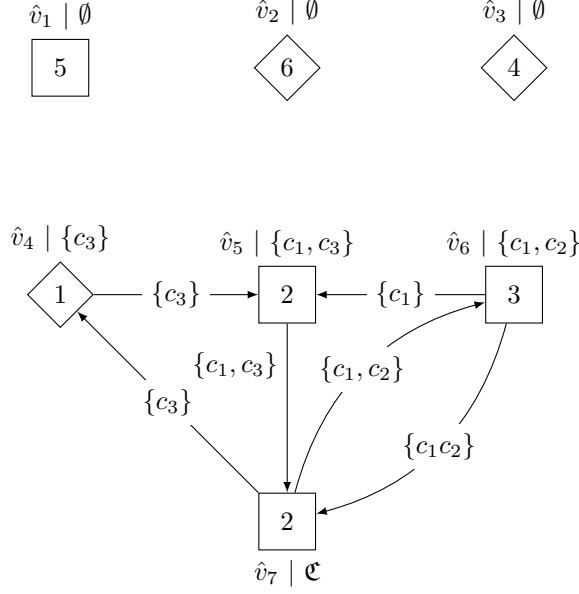 v̂₁ | ∅ v̂₂ | ∅ v̂₃ | ∅
5 6 4
v̂₄ | {c₃} v̂₅ | {c₁, c₃} v̂₆ | {c₁, c₂}
1 {c₃} 2 {c₁} 3
{c₁, c₃} {c₁, c₂}
{c₃}
{c₁c₂}
2
v̂₇ | ℭ